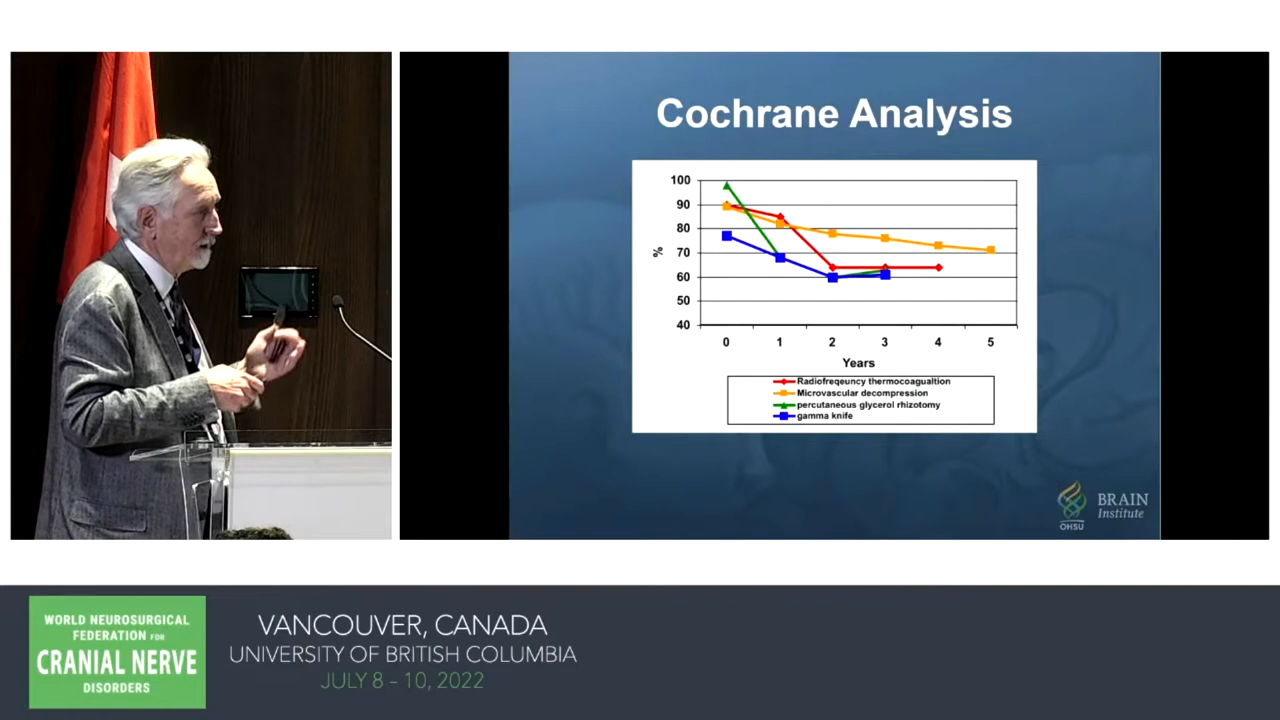 Cochrane Analysis
100
90
80
70
60
50
40
%
0 1 2 3 4 5
Years
Radiofreqeuncy thermocoagualtion
Microvascular decompression
percutaneous glycerol rhizotomy
gamma knife
BRAIN
Institute
OHSU
WORLD NEUROSURGICAL
FEDERATION FOR
CRANIAL NERVE
DISORDERS
VANCOUVER, CANADA
UNIVERSITY OF BRITISH COLUMBIA
JULY 8 – 10, 2022